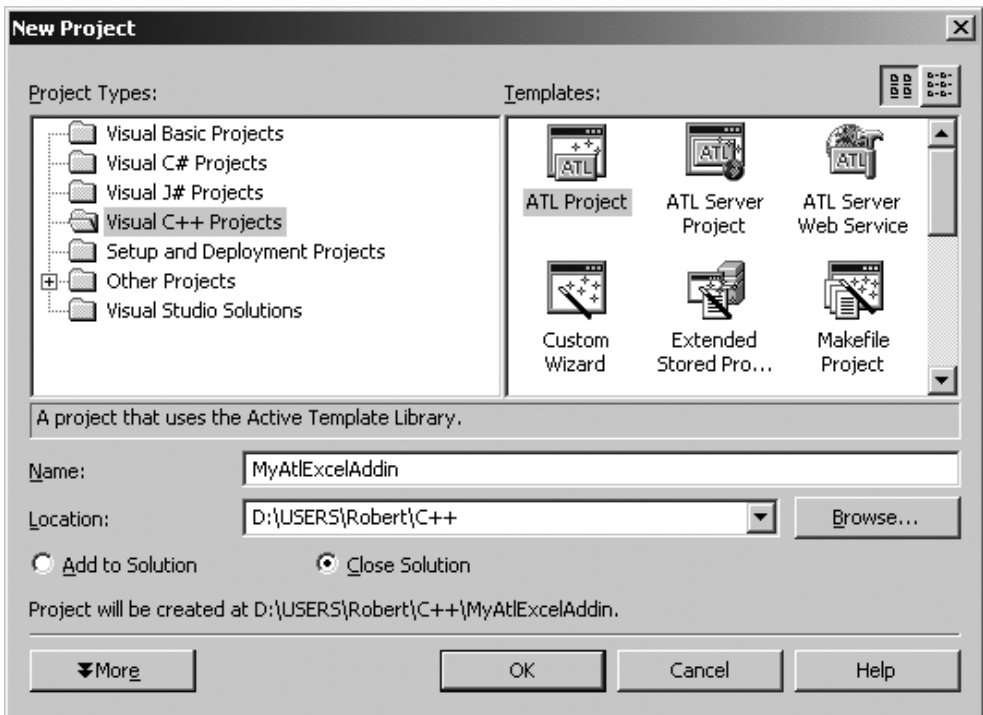 New Project
Project Types:
Templates:
Visual Basic Projects
Visual C# Projects
Visual J# Projects
Visual C++ Projects
Setup and Deployment Projects
Other Projects
Visual Studio Solutions
ATL
ATL Project
ATL
ATL Server
Project
ATL
ATL Server
Web Service
Custom
Wizard
Extended
Stored Pro...
Makefile
Project
A project that uses the Active Template Library.
Name:
MyAtlExcelAddin
Location:
D:\USERS\Robert\C++
Browse...
Add to Solution
Close Solution
Project will be created at D:\USERS\Robert\C++\MyAtlExcelAddin.
More
OK
Cancel
Help